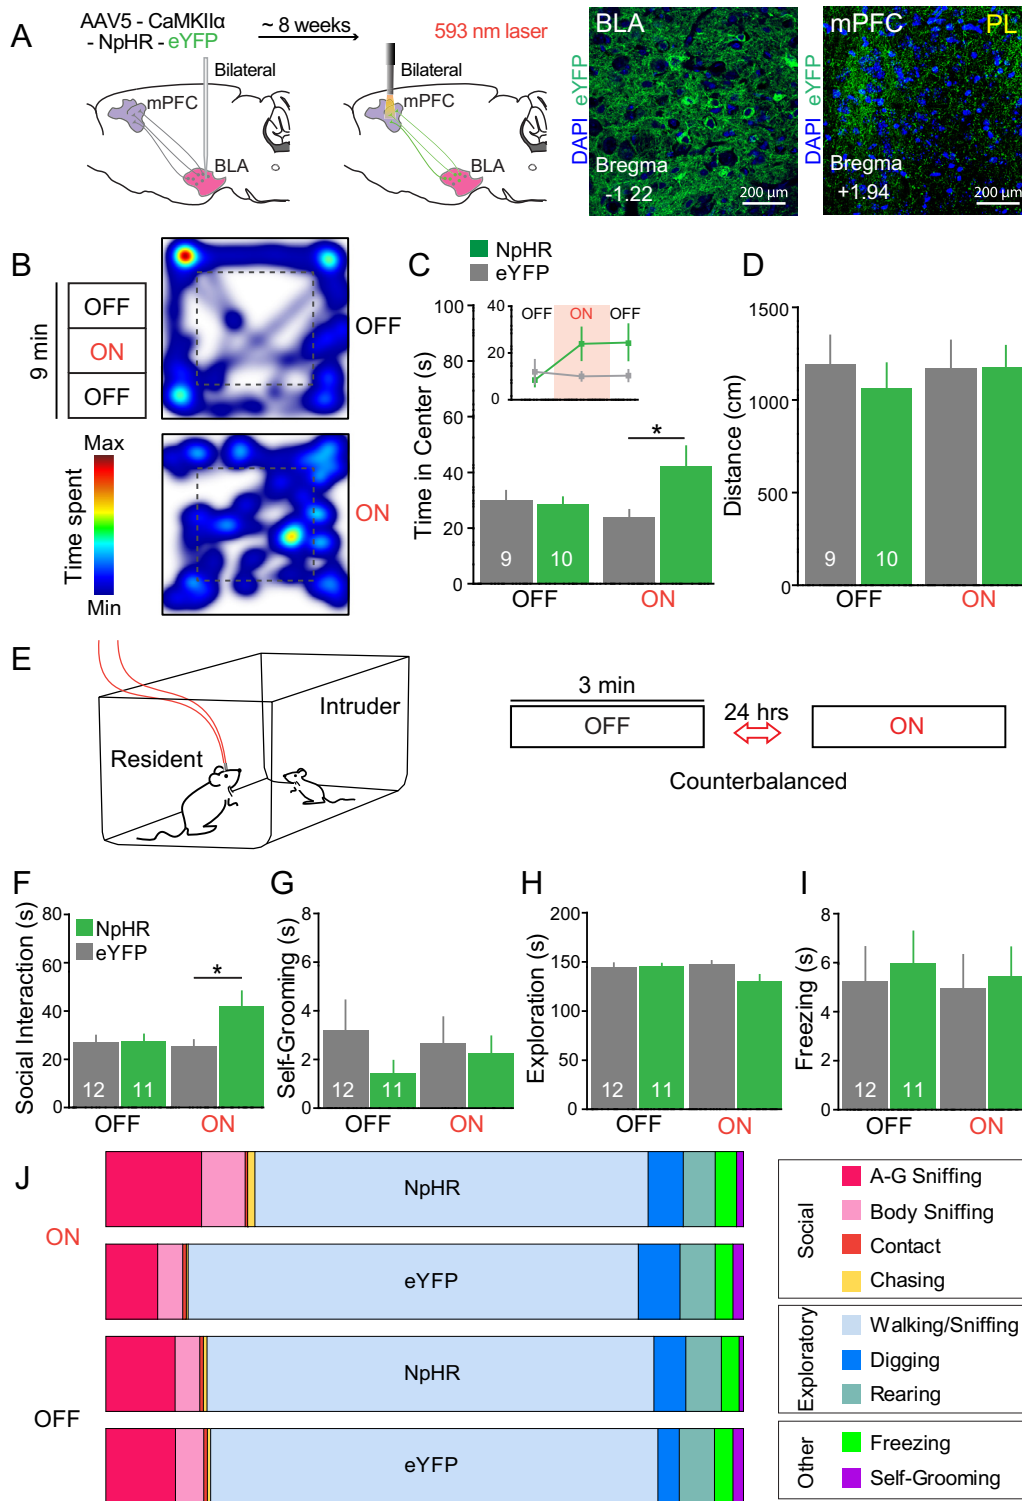 A
AAV5 - CaMKIIα
- NpHR - eYFP
~ 8 weeks
593 nm laser
Bilateral
mPFC
BLA
Bilateral
mPFC
BLA
BLA
DAPI eYFP
Bregma
-1.22
200 µm
mPFC
PL
DAPI eYFP
Bregma
+1.94
200 µm
B
9 min
OFF
ON
OFF
OFF
ON
Max
Time spent
Min
C
NpHR
eYFP
Time in Center (s)
100
80
60
40
20
0
40
20
0
OFF
ON
OFF
*
9
10
OFF
ON
D
Distance (cm)
1500
1000
500
0
9
10
OFF
ON
E
Resident
Intruder
3 min
OFF
24 hrs
ON
Counterbalanced
F
Social Interaction (s)
80
60
40
20
0
NpHR
eYFP
*
12
11
OFF
ON
G
Self-Grooming (s)
8
6
4
2
0
12
11
OFF
ON
H
Exploration (s)
200
150
100
50
0
12
11
OFF
ON
I
Freezing (s)
8
6
4
2
0
12
11
OFF
ON
J
ON
NpHR
eYFP
OFF
NpHR
eYFP
Social
A-G Sniffing
Body Sniffing
Contact
Chasing
Exploratory
Walking/Sniffing
Digging
Rearing
Other
Freezing
Self-Grooming